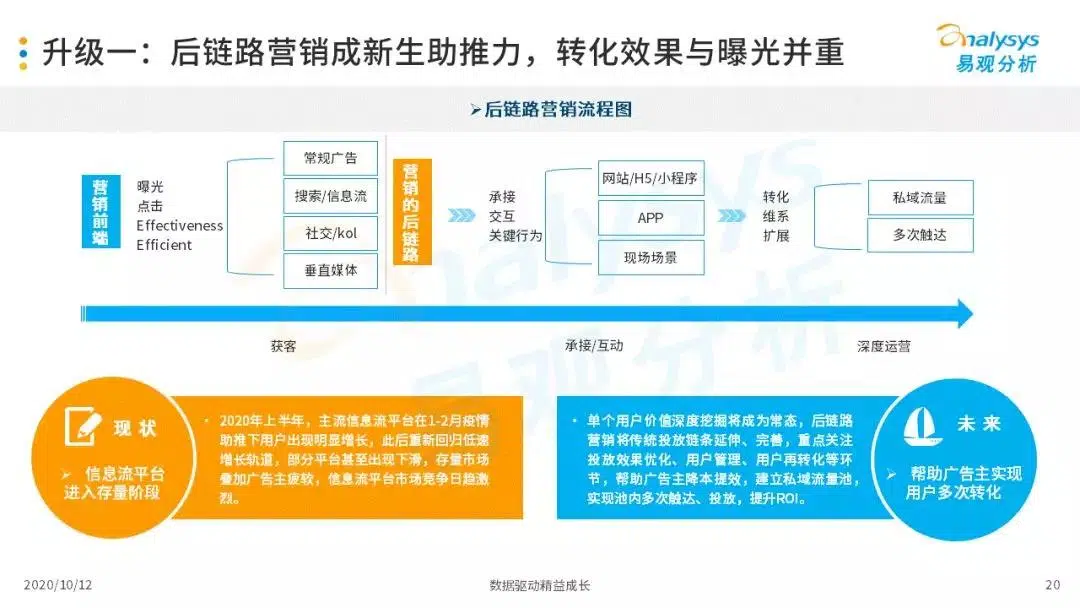 升级一：后链路营销成新生助推力，转化效果与曝光并重
analysys
易观分析
➢后链路营销流程图
营销前端
曝光
点击
Effectiveness
Efficient
常规广告
搜索/信息流
社交/kol
垂直媒体
营销的后链路
承接
交互
关键行为
网站/H5/小程序
APP
现场场景
转化
维系
扩展
私域流量
多次触达
获客
承接/互动
深度运营
现状
➢ 信息流平台
进入存量阶段
• 2020年上半年，主流信息流平台在1-2月疫情
助推下用户出现明显增长，此后重新回归低速
增长轨道，部分平台甚至出现下滑，存量市场
叠加广告主疲软，信息流平台市场竞争日趋激
烈。
• 单个用户价值深度挖掘将成为常态，后链路
营销将传统投放链条延伸、完善，重点关注
投放效果优化、用户管理、用户再转化等环
节，帮助广告主降本提效，建立私域流量池，
实现池内多次触达、投放，提升ROI。
未来
➢ 帮助广告主实现
用户多次转化
analysys
易观分析
2020/10/12
数据驱动精益成长
20